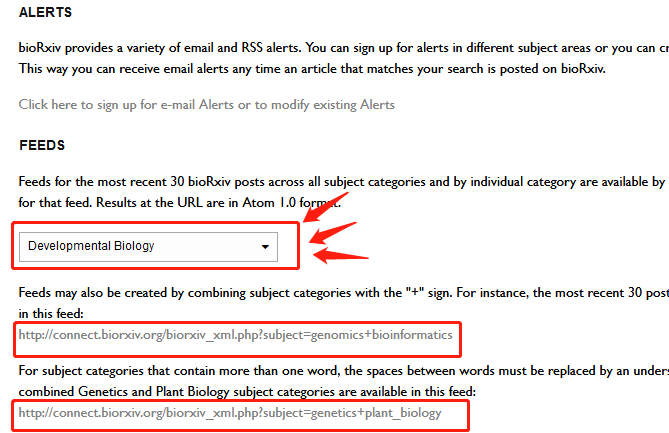 ALERTS
bioRxiv provides a variety of email and RSS alerts. You can sign up for alerts in different subject areas or you can
This way you can receive email alerts any time an article that matches your search is posted on bioRxiv.
Click here to sign up for e-mail Alerts or to modify existing Alerts
FEEDS
Feeds for the most recent 30 bioRxiv posts across all subject categories and by individual category are available by
for that feed. Results at the URL are in Atom 1.0 format.
Developmental Biology
Feeds may also be created by combining subject categories with the "+" sign. For instance, the most recent 30 post
in this feed:
http://connect.biorxiv.org/biorxiv_xml.php?subject=genomics+bioinformatics
For subject categories that contain more than one word, the spaces between words must be replaced by an
combined Genetics and Plant Biology subject categories are available in this feed:
http://connect.biorxiv.org/biorxiv_xml.php?subject=genetics+plant_biology